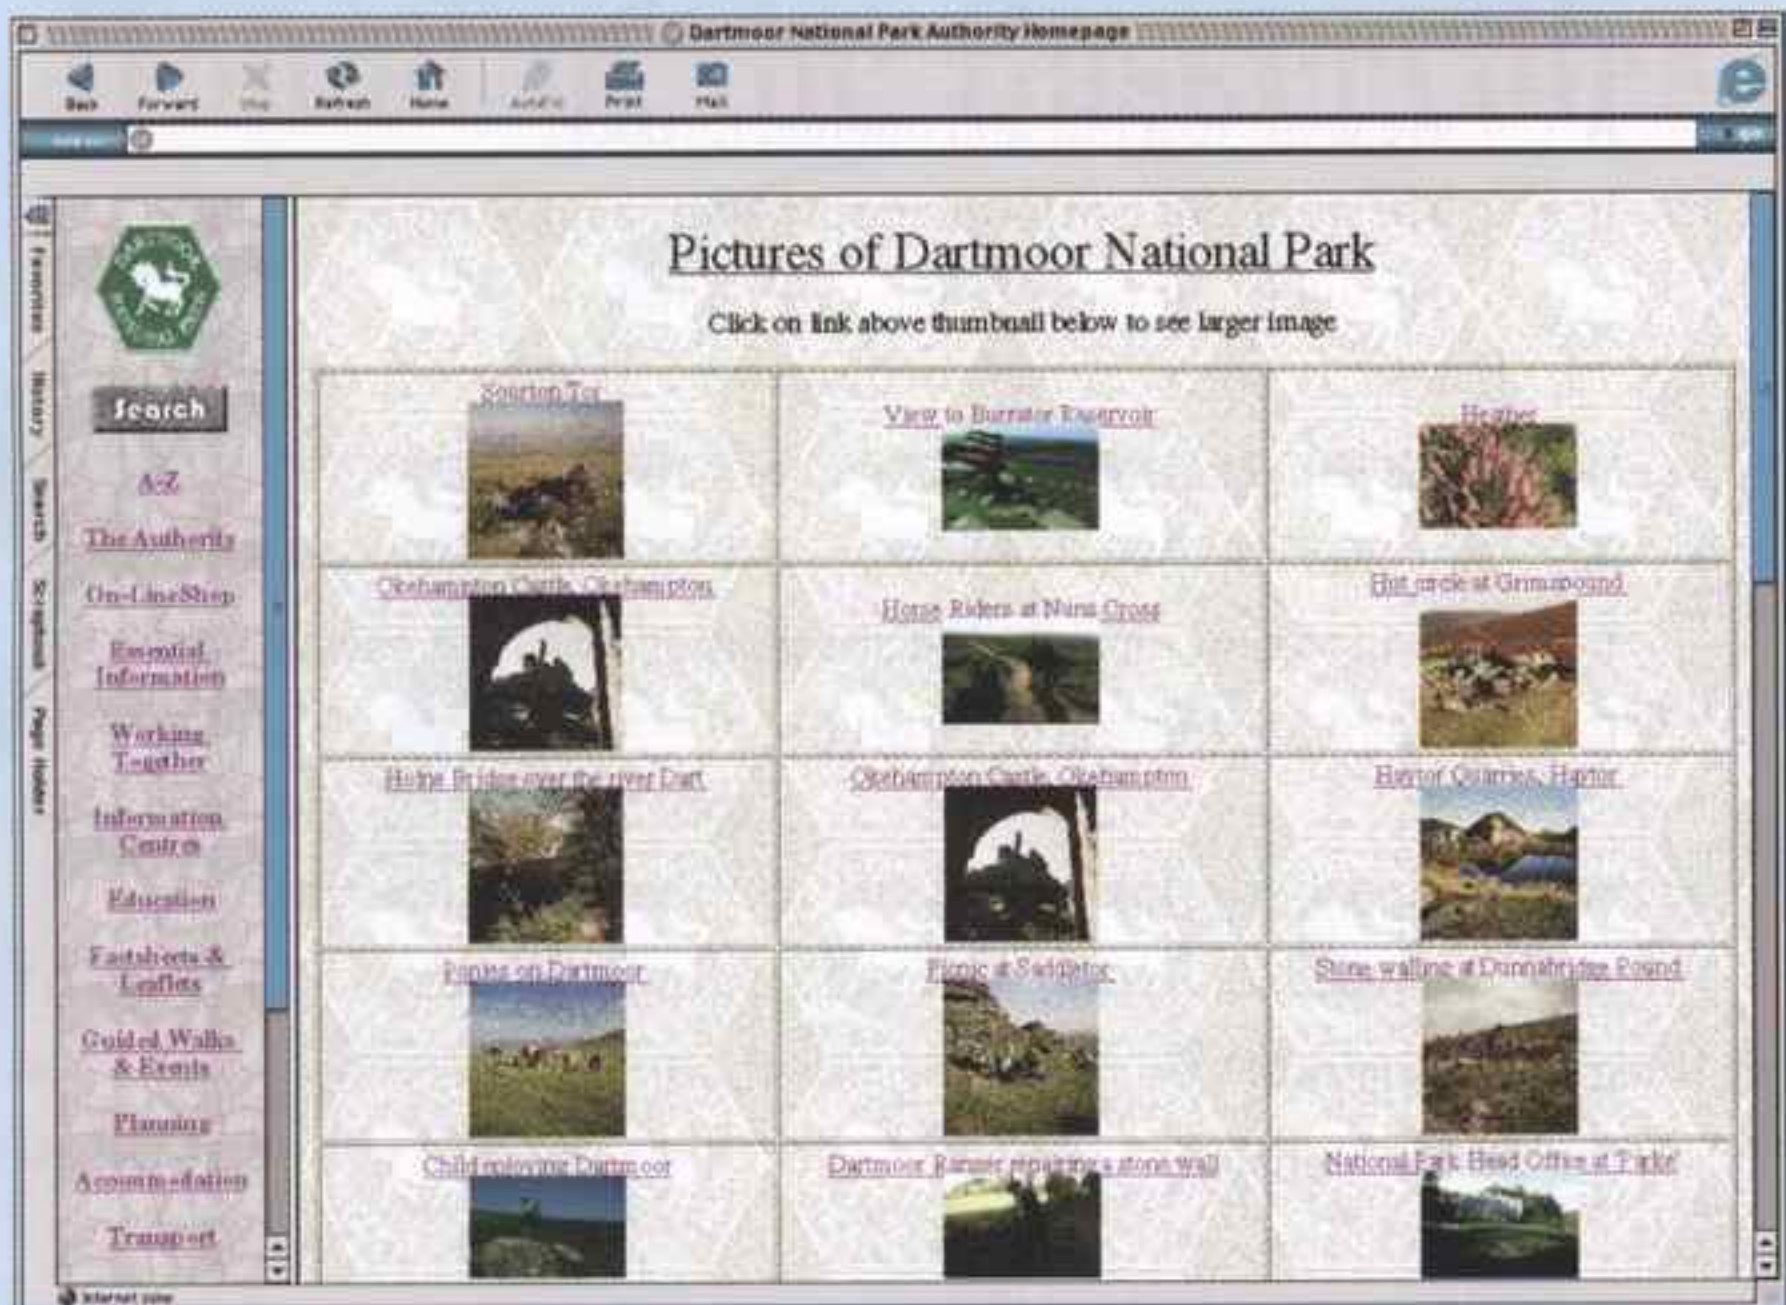 Dartmoor National Park Authority Homepage
Back Forward Stop Refresh Home AutoFill Print Mail
Favorites
History
Search
Scrapbook
Page Holder
DARTMOOR NATIONAL PARK
Search
A-Z
The Authority
On-Line Shop
Essential
Information
Working
Together
Information
Centres
Education
Factsheets &
Leaflets
Guided Walks
& Events
Planning
Accommodation
Transport
Pictures of Dartmoor National Park
Click on link above thumbnail below to see larger image
Sourton Tor
View to Burrator Reservoir
Heather
Okehampton Castle, Okehampton
Horse Riders at Nuns Cross
Hut circle at Grimspound
Holne Bridge over the river Dart
Okehampton Castle, Okehampton
Haytor Quarries, Haytor
Ponies on Dartmoor
Picnic at Saddletor
Stone walling at Dunnabridge Pound
Child enjoying Dartmoor
Dartmoor Ranger repairing a stone wall
National Park Head Office at 'Parke'
Internet zone